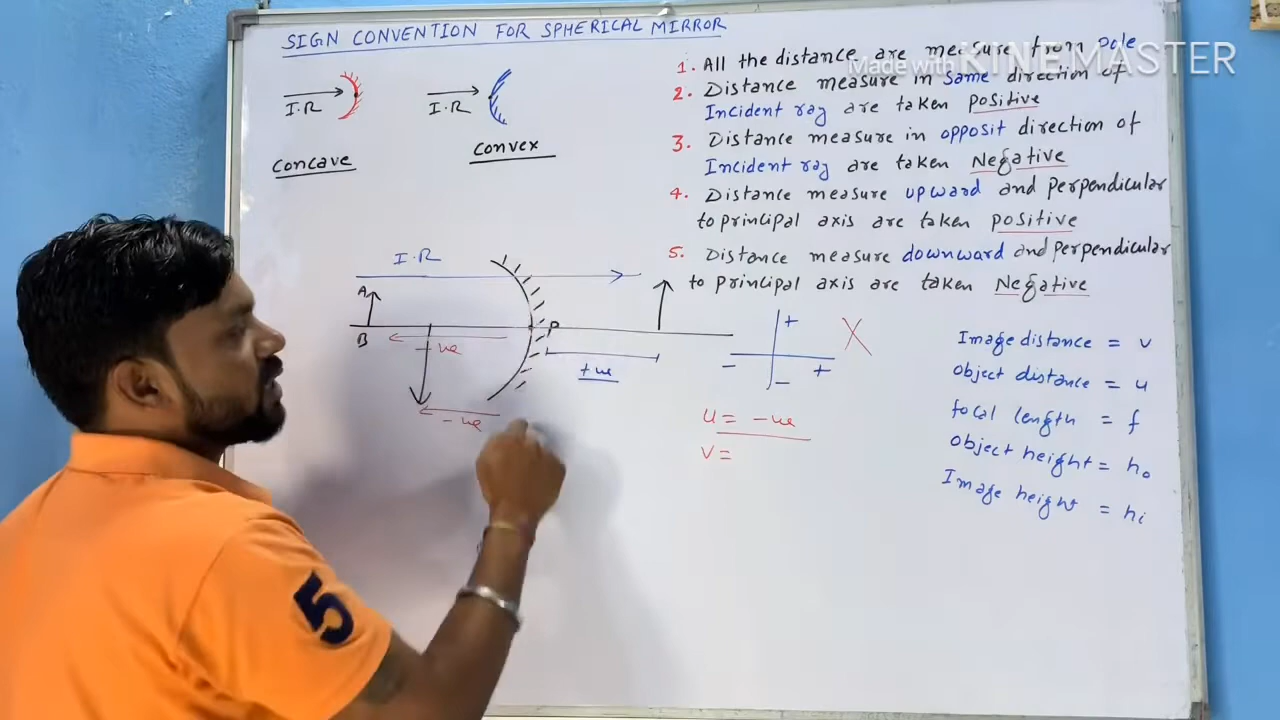 SIGN CONVENTION FOR SPHERICAL MIRROR
I.R
I.R
Concave
Convex
1. All the distance are measure from Pole
Made with KINEMASTER
2. Distance measure in Same direction of
Incident ray are taken positive
3. Distance measure in opposit direction of
Incident ray are taken Negative
4. Distance measure upward and perpendicular
to principal axis are taken positive
5. Distance measure downward and perpendicular
to principal axis are taken Negative
I.R
A
B
P
-ve
-ve
+ve
+
-
+
-
X
u = -ve
v =
Image distance = v
object distance = u
focal length = f
object height = ho
Image height = hi
5